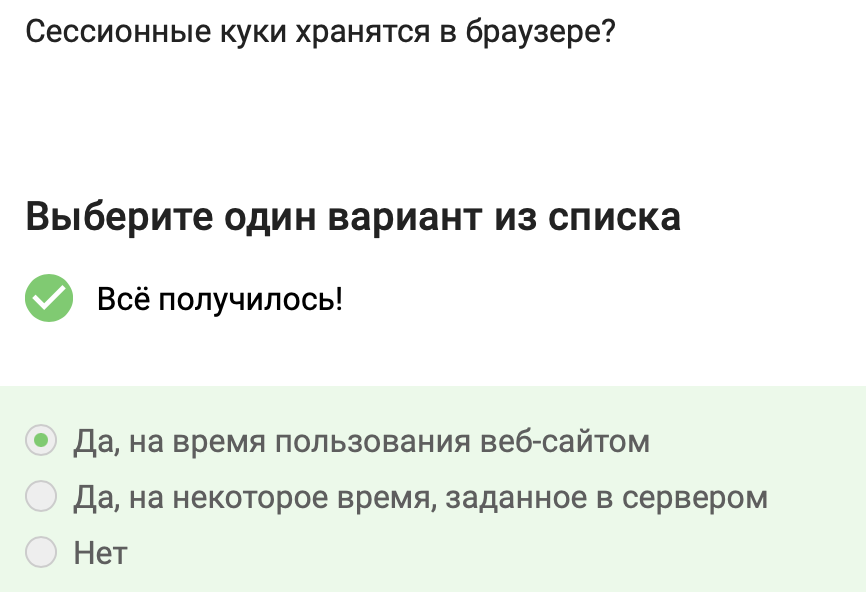 Сессионные куки хранятся в браузере?
Выберите один вариант из списка
Всё получилось!
Да, на время пользования веб-сайтом
Да, на некоторое время, заданное в сервером
Нет